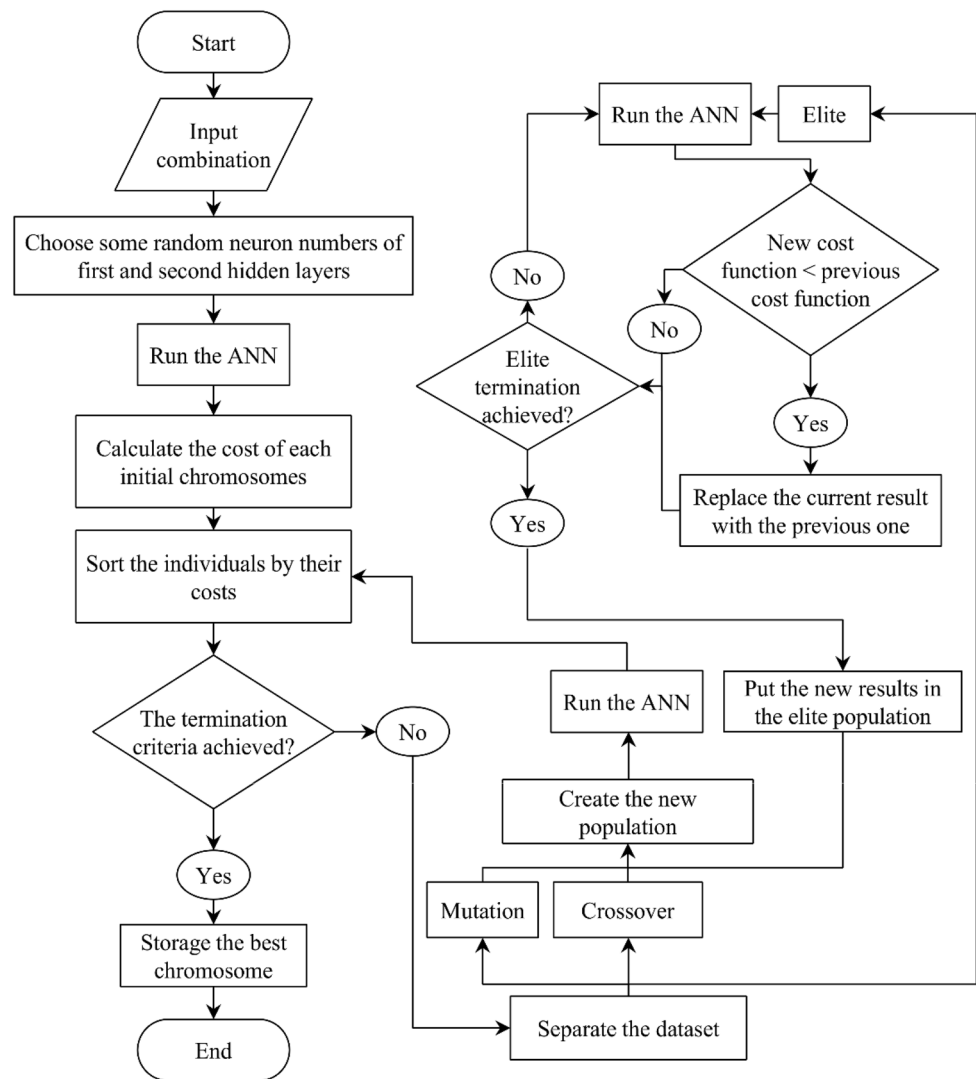 Start
Input
combination
Choose some random neuron numbers of
first and second hidden layers
Run the ANN
Calculate the cost of each
initial chromosomes
Sort the individuals by their
costs
The termination
criteria achieved?
No
Yes
Storage the best
chromosome
End
Separate the dataset
Mutation
Crossover
Create the new
population
Run the ANN
Elite
Run the ANN
New cost
function < previous
cost function
No
Yes
Replace the current result
with the previous one
Elite
termination
achieved?
No
Yes
Put the new results in
the elite population